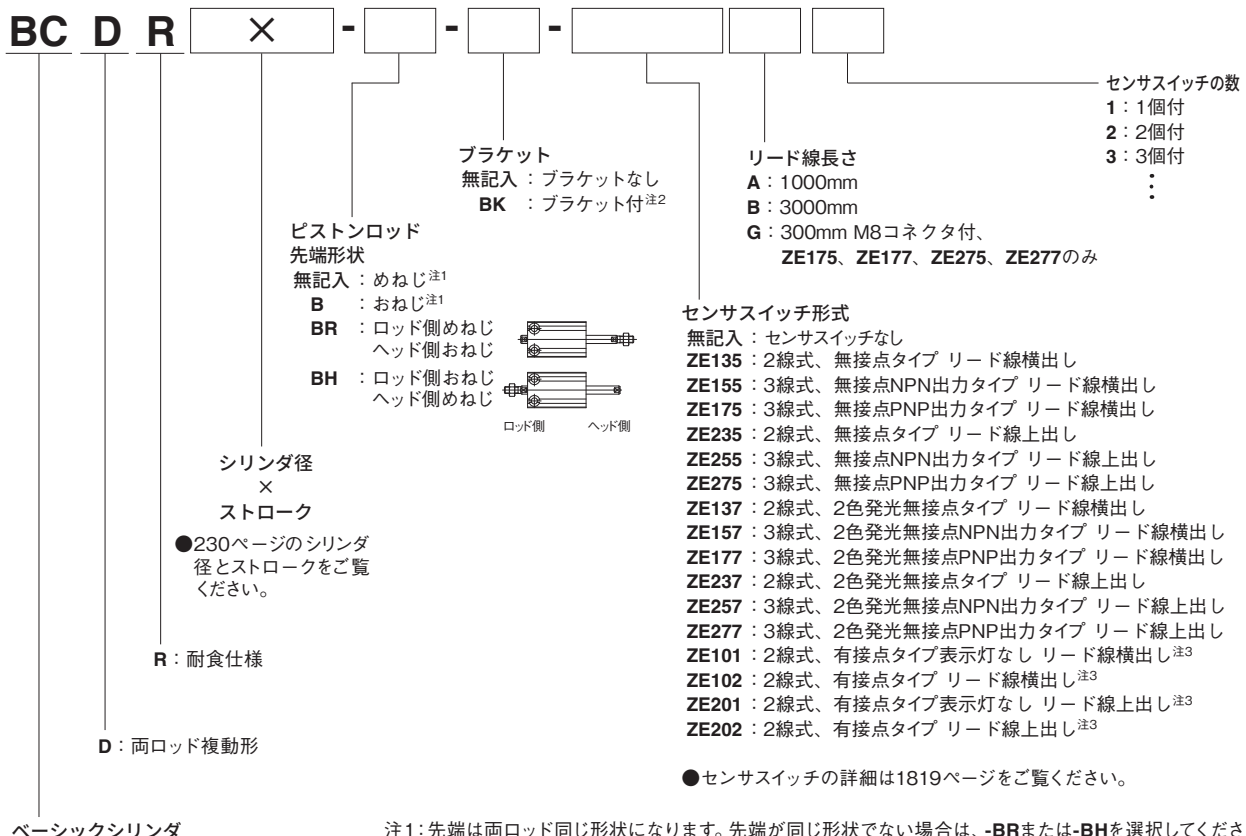 BC D R × - - -
センサスイッチの数
1：1個付
2：2個付
3：3個付
⋮
リード線長さ
A：1000mm
B：3000mm
G：300mm M8コネクタ付、
ZE175、ZE177、ZE275、ZE277のみ
ブラケット
無記入：ブラケットなし
BK：ブラケット付注2
ピストンロッド
先端形状
無記入：めねじ注1
B：おねじ注1
BR：ロッド側めねじ
ヘッド側おねじ
BH：ロッド側おねじ
ヘッド側めねじ
ロッド側 ヘッド側
センサスイッチ形式
無記入：センサスイッチなし
ZE135：2線式、無接点タイプ リード線横出し
ZE155：3線式、無接点NPN出力タイプ リード線横出し
ZE175：3線式、無接点PNP出力タイプ リード線横出し
ZE235：2線式、無接点タイプ リード線上出し
ZE255：3線式、無接点NPN出力タイプ リード線上出し
ZE275：3線式、無接点PNP出力タイプ リード線上出し
ZE137：2線式、2色発光無接点タイプ リード線横出し
ZE157：3線式、2色発光無接点NPN出力タイプ リード線横出し
ZE177：3線式、2色発光無接点PNP出力タイプ リード線横出し
ZE237：2線式、2色発光無接点タイプ リード線上出し
ZE257：3線式、2色発光無接点NPN出力タイプ リード線上出し
ZE277：3線式、2色発光無接点PNP出力タイプ リード線上出し
ZE101：2線式、有接点タイプ表示灯なし リード線横出し注3
ZE102：2線式、有接点タイプ リード線横出し注3
ZE201：2線式、有接点タイプ表示灯なし リード線上出し注3
ZE202：2線式、有接点タイプ リード線上出し注3
●センサスイッチの詳細は1819ページをご覧ください。
シリンダ径
×
ストローク
●230ページのシリンダ
径とストロークをご覧
ください。
R：耐食仕様
D：両ロッド複動形
ベーシックシリンダ
注1：先端は両ロッド同じ形状になります。先端が同じ形状でない場合は、-BRまたは-BHを選択してくださ